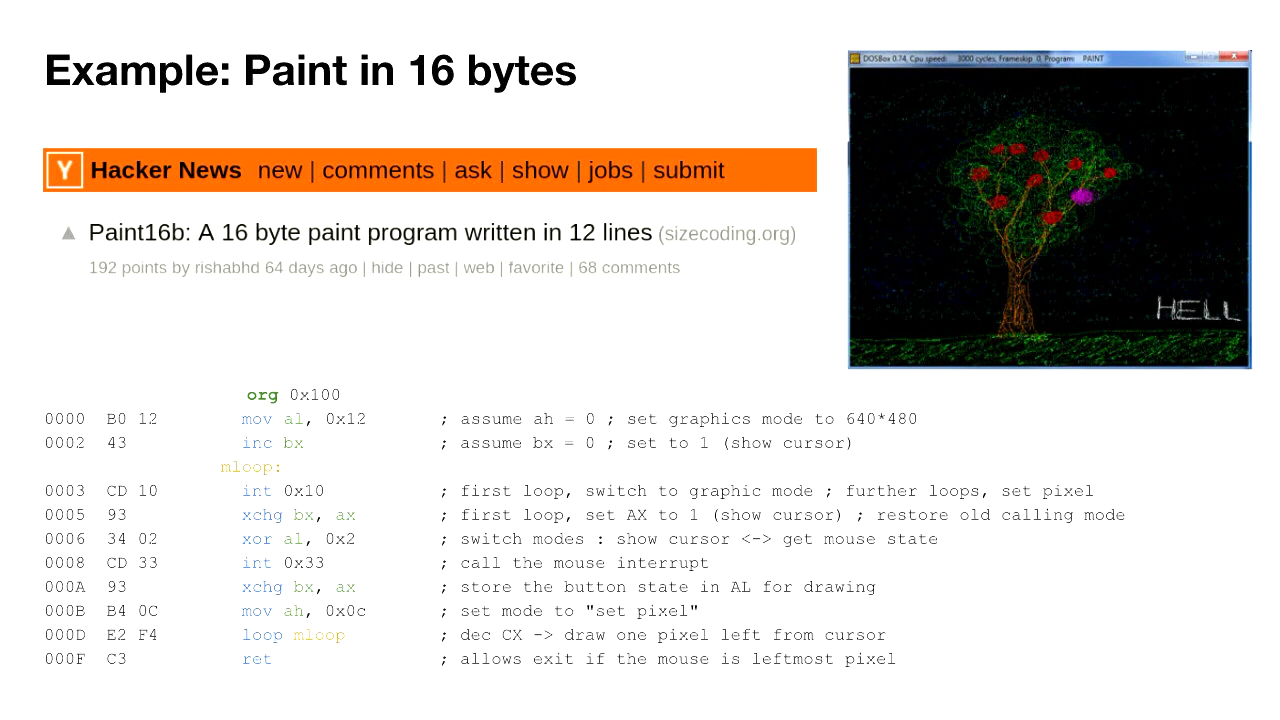 Example: Paint in 16 bytes
DOSBox 0.74, Cpu speed: 3000 cycles, Frameskip 0, Program: PAINT
Y Hacker News new | comments | ask | show | jobs | submit
▲ Paint16b: A 16 byte paint program written in 12 lines (sizecoding.org)
192 points by rishabhd 64 days ago | hide | past | web | favorite | 68 comments
HELL
org 0x100
0000 B0 12 mov al, 0x12 ; assume ah = 0 ; set graphics mode to 640*480
0002 43 inc bx ; assume bx = 0 ; set to 1 (show cursor)
mloop:
0003 CD 10 int 0x10 ; first loop, switch to graphic mode ; further loops, set pixel
0005 93 xchg bx, ax ; first loop, set AX to 1 (show cursor) ; restore old calling mode
0006 34 02 xor al, 0x2 ; switch modes : show cursor <-> get mouse state
0008 CD 33 int 0x33 ; call the mouse interrupt
000A 93 xchg bx, ax ; store the button state in AL for drawing
000B B4 0C mov ah, 0x0c ; set mode to "set pixel"
000D E2 F4 loop mloop ; dec CX -> draw one pixel left from cursor
000F C3 ret ; allows exit if the mouse is leftmost pixel